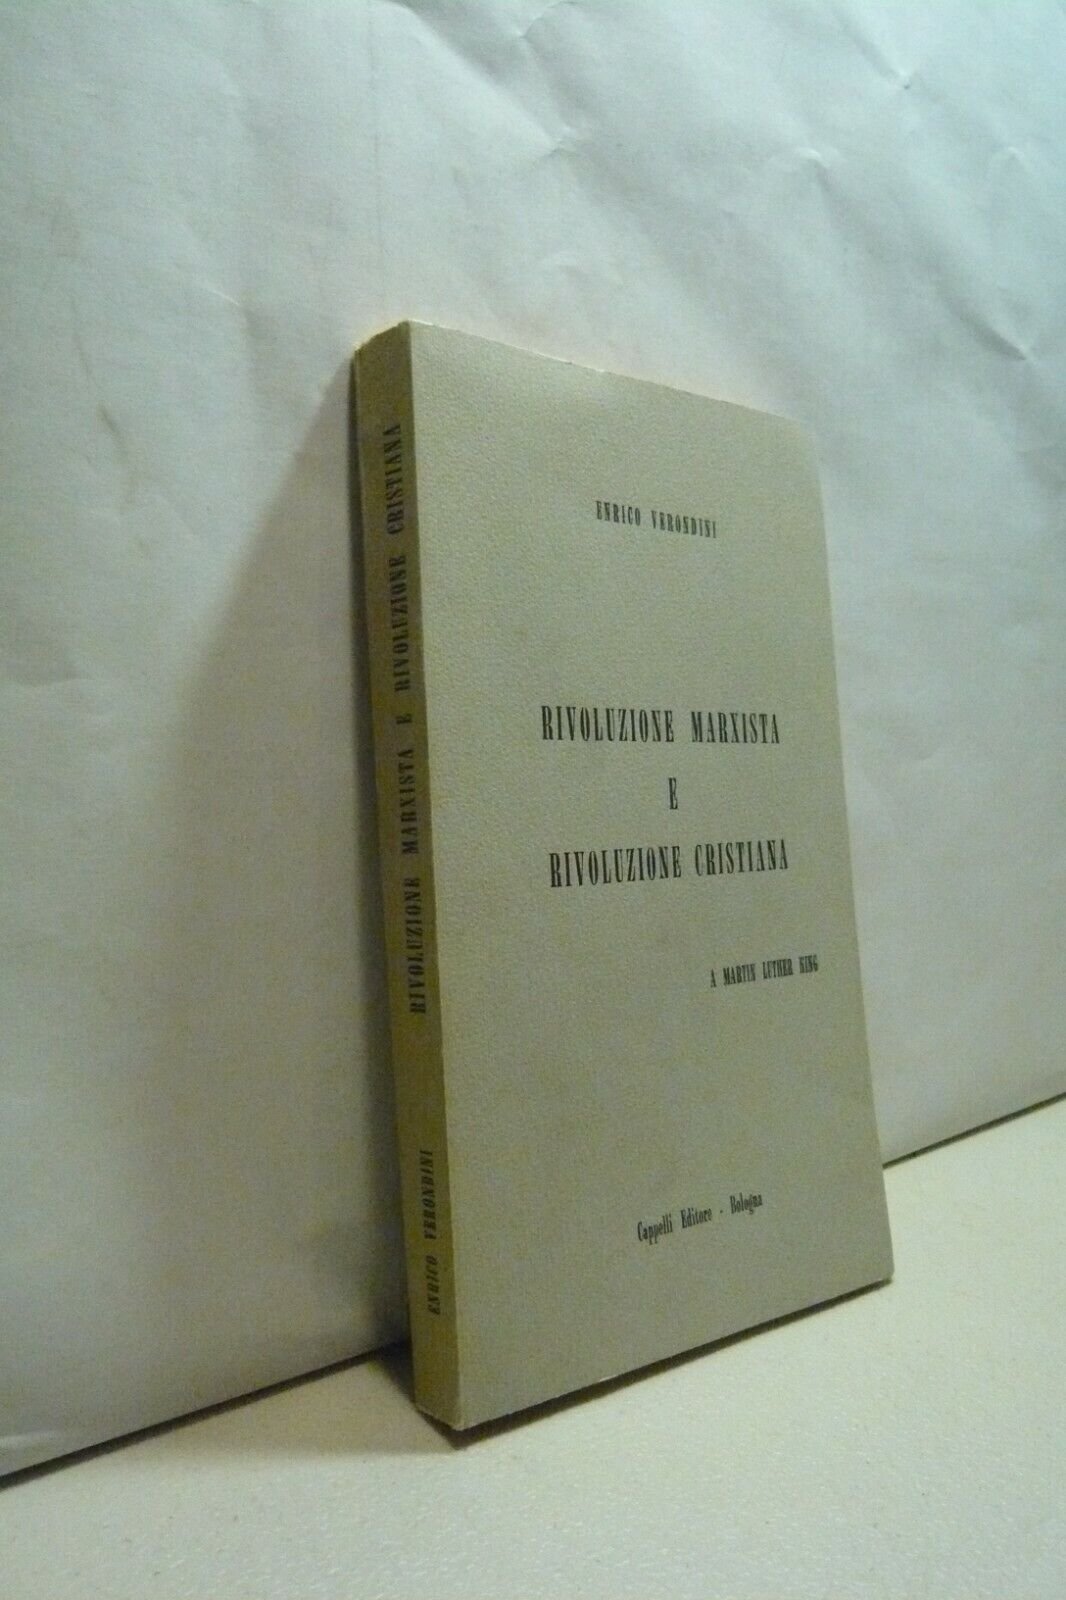 ENRICO VERONDINI
RIVOLUZIONE MARXISTA
E
RIVOLUZIONE CRISTIANA
A MARTIN LUTHER KING
Cappelli Editore - Bologna
ENRICO VERONDINI
RIVOLUZIONE MARXISTA E RIVOLUZIONE CRISTIANA